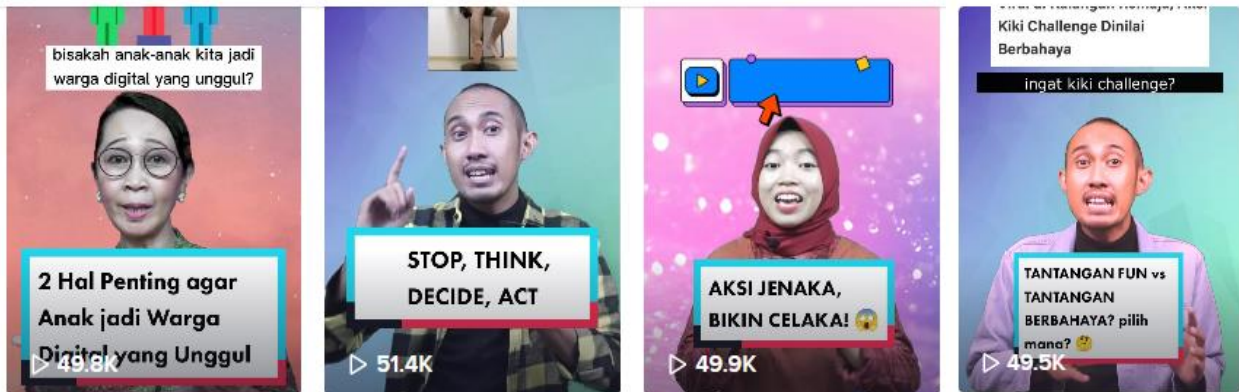 bisakah anak-anak kita jadi
warga digital yang unggul?
2 Hal Penting agar
Anak jadi Warga
Digital yang Unggul
49.8K
STOP, THINK,
DECIDE, ACT
51.4K
AKSI JENAKA,
BIKIN CELAKA! 😱
49.9K
Kiki Challenge Dinilai
Berbahaya
ingat kiki challenge?
TANTANGAN FUN vs
TANTANGAN
BERBAHAYA? pilih
mana? 🤔
49.5K